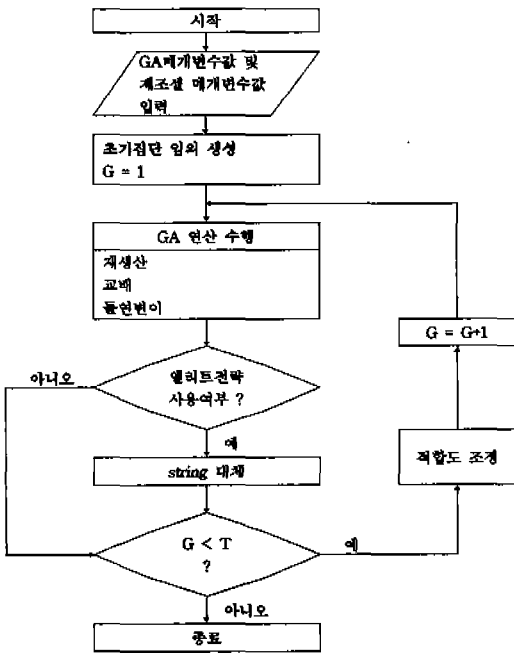 시작
GA매개변수값 및
재조설 매개변수값
입력
초기집단 임의 생성
G = 1
GA 연산 수행
재생산
교배
돌연변이
G = G+1
아니오
엘리트전략
사용여부 ?
예
string 대체
적합도 조정
G < T
?
예
아니오
종료